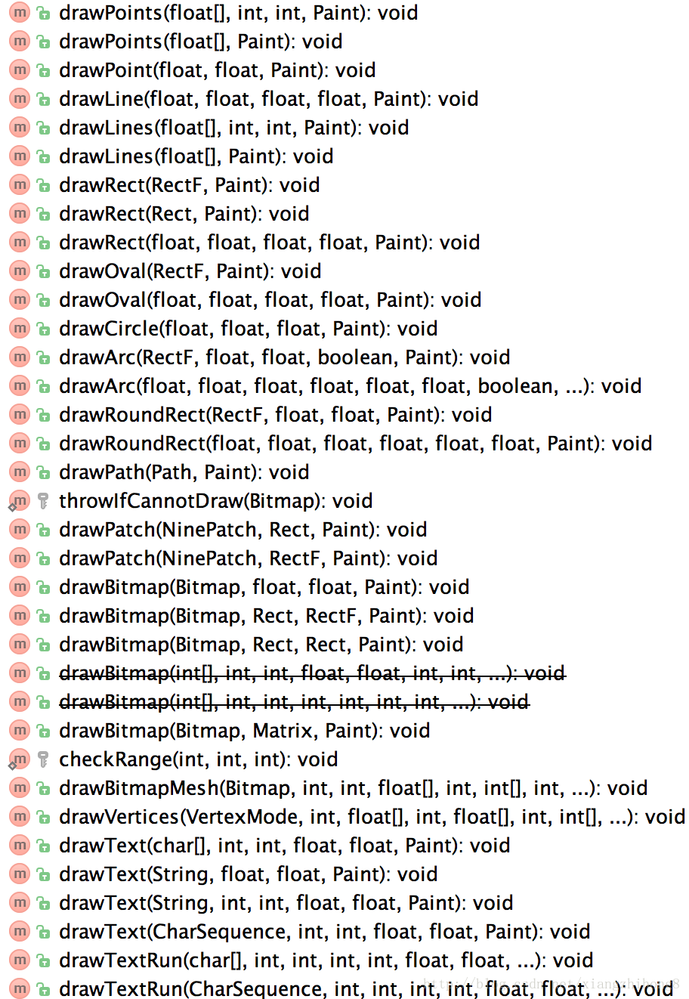 m drawPoints(float[], int, int, Paint): void
m drawPoints(float[], Paint): void
m drawPoint(float, float, Paint): void
m drawLine(float, float, float, float, Paint): void
m drawLines(float[], int, int, Paint): void
m drawLines(float[], Paint): void
m drawRect(RectF, Paint): void
m drawRect(Rect, Paint): void
m drawRect(float, float, float, float, Paint): void
m drawOval(RectF, Paint): void
m drawOval(float, float, float, float, Paint): void
m drawCircle(float, float, float, Paint): void
m drawArc(RectF, float, float, boolean, Paint): void
m drawArc(float, float, float, float, float, float, boolean, ...): void
m drawRoundRect(RectF, float, float, Paint): void
m drawRoundRect(float, float, float, float, float, float, Paint): void
m drawPath(Path, Paint): void
m throwIfCannotDraw(Bitmap): void
m drawPatch(NinePatch, Rect, Paint): void
m drawPatch(NinePatch, RectF, Paint): void
m drawBitmap(Bitmap, float, float, Paint): void
m drawBitmap(Bitmap, Rect, RectF, Paint): void
m drawBitmap(Bitmap, Rect, Rect, Paint): void
m drawBitmap(int[], int, int, float, float, int, int, ...): void
m drawBitmap(int[], int, int, int, int, int, int, ...): void
m drawBitmap(Bitmap, Matrix, Paint): void
m checkRange(int, int, int): void
m drawBitmapMesh(Bitmap, int, int, float[], int, int[], int, ...): void
m drawVertices(VertexMode, int, float[], int, float[], int, int[], ...): void
m drawText(char[], int, int, float, float, Paint): void
m drawText(String, float, float, Paint): void
m drawText(String, int, int, float, float, Paint): void
m drawText(CharSequence, int, int, float, float, Paint): void
m drawTextRun(char[], int, int, int, int, float, float, ...): void
m drawTextRun(CharSequence, int, int, int, int, float, float, ...): void
http://blog.csdn.net/xiangzhihong8